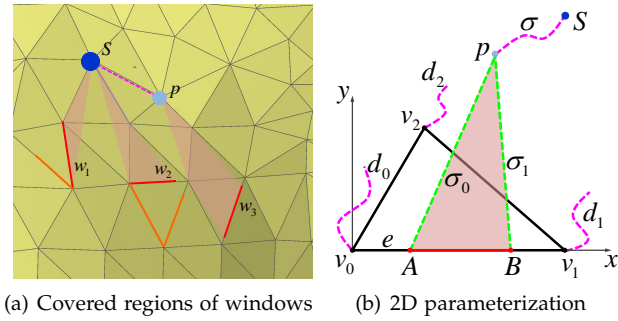 S
p
w₁
w₂
w₃
σ
S
p
y
d₂
v₂
d₀
σ₀
σ₁
d₁
e
v₀
A
B
v₁
x
(a) Covered regions of windows
(b) 2D parameterization